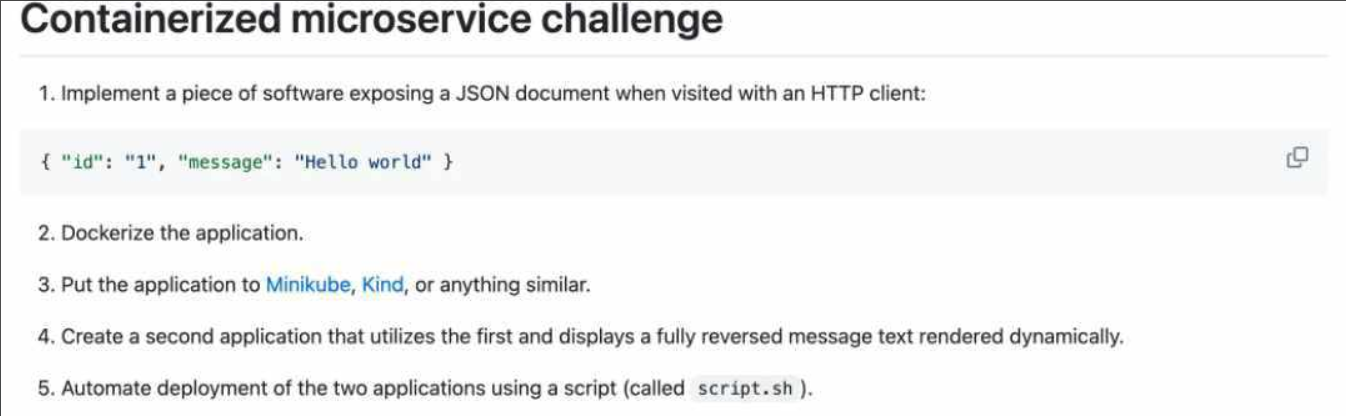 Containerized microservice challenge
1. Implement a piece of software exposing a JSON document when visited with an HTTP client:
{ "id": "1", "message": "Hello world" }
2. Dockerize the application.
3. Put the application to Minikube, Kind, or anything similar.
4. Create a second application that utilizes the first and displays a fully reversed message text rendered dynamically.
5. Automate deployment of the two applications using a script (called script.sh ).